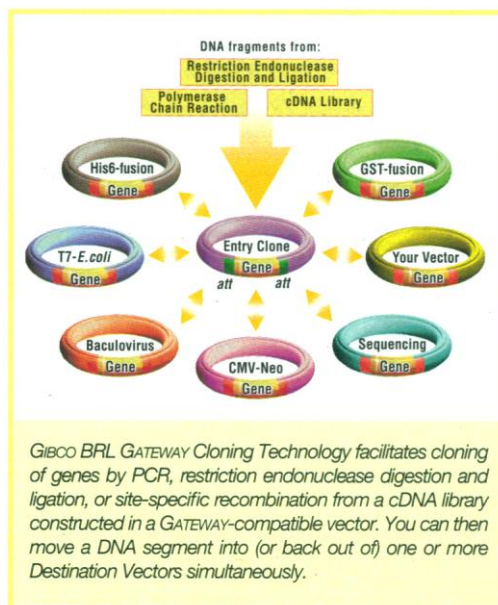 DNA fragments from:
Restriction Endonuclease
Digestion and Ligation
Polymerase
Chain Reaction
cDNA Library
His6-fusion
Gene
GST-fusion
Gene
T7-E.coli
Gene
Entry Clone
Gene
att
att
Your Vector
Gene
Baculovirus
Gene
CMV-Neo
Gene
Sequencing
Gene
GIBCO BRL GATEWAY Cloning Technology facilitates cloning
of genes by PCR, restriction endonuclease digestion and
ligation, or site-specific recombination from a cDNA library
constructed in a GATEWAY-compatible vector. You can then
move a DNA segment into (or back out of) one or more
Destination Vectors simultaneously.